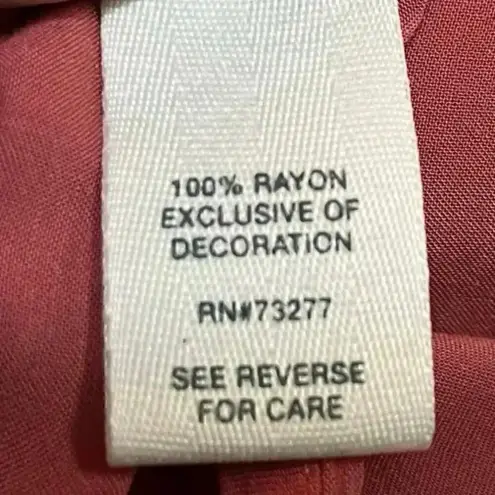 100% RAYON
EXCLUSIVE OF
DECORATION
RN#73277
SEE REVERSE
FOR CARE